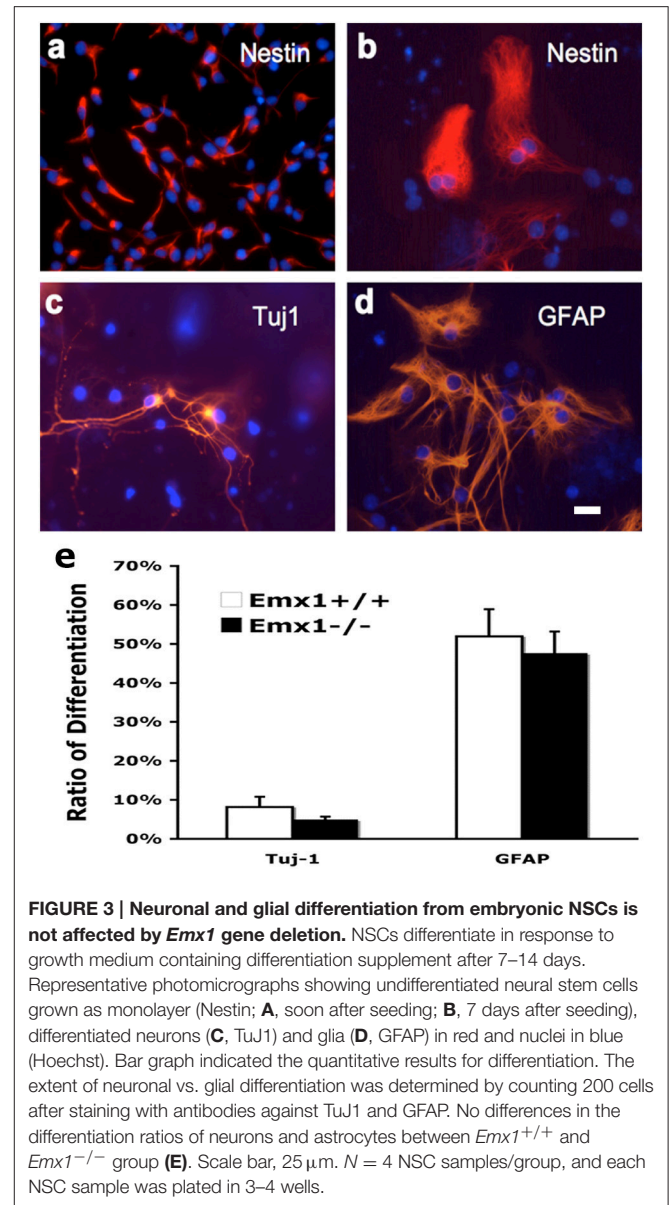 a
Nestin
b
Nestin
c
Tuj1
d
GFAP
e
70%
60%
50%
40%
30%
20%
10%
0%
Ratio of Differentiation
Emx1+/+
Emx1-/-
Tuj-1
GFAP
FIGURE 3 | Neuronal and glial differentiation from embryonic NSCs is
not affected by Emx1 gene deletion. NSCs differentiate in response to
growth medium containing differentiation supplement after 7–14 days.
Representative photomicrographs showing undifferentiated neural stem cells
grown as monolayer (Nestin; A, soon after seeding; B, 7 days after seeding),
differentiated neurons (C, TuJ1) and glia (D, GFAP) in red and nuclei in blue
(Hoechst). Bar graph indicated the quantitative results for differentiation. The
extent of neuronal vs. glial differentiation was determined by counting 200 cells
after staining with antibodies against TuJ1 and GFAP. No differences in the
differentiation ratios of neurons and astrocytes between Emx1+/+ and
Emx1−/− group (E). Scale bar, 25 μm. N = 4 NSC samples/group, and each
NSC sample was plated in 3–4 wells.